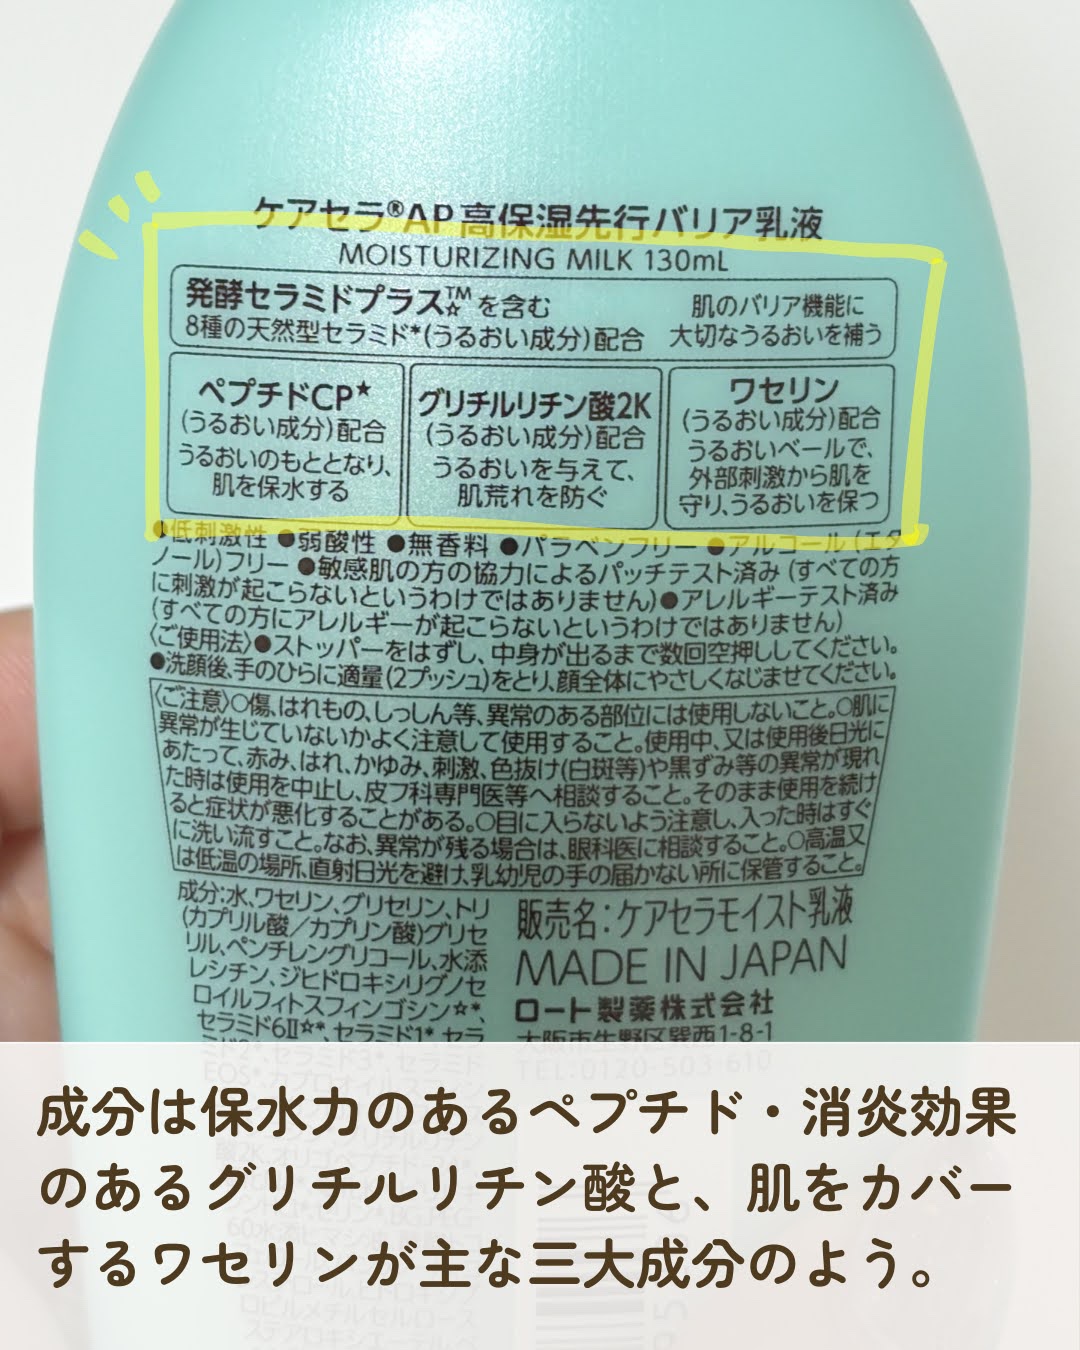 ケアセラ®AP高保湿先行バリア乳液
MOISTURIZING MILK 130mL
発酵セラミドプラス™☆を含む
8種の天然型セラミド*(うるおい成分)配合
肌のバリア機能に
大切なうるおいを補う
ペプチドCP★
(うるおい成分)配合
うるおいのもととなり、
肌を保水する
グリチルリチン酸2K
(うるおい成分)配合
うるおいを与えて、
肌荒れを防ぐ
ワセリン
(うるおい成分)配合
うるおいベールで、
外部刺激から肌を
守り、うるおいを保つ
●低刺激性 ●弱酸性 ●無香料 ●パラベンフリー ●アルコール(エタ
ノール)フリー ●敏感肌の方の協力によるパッチテスト済み(すべての方
に刺激が起こらないというわけではありません)●アレルギーテスト済み
(すべての方にアレルギーが起こらないというわけではありません)
〈ご使用法〉●ストッパーをはずし、中身が出るまで数回空押ししてください。
●洗顔後、手のひらに適量(2プッシュ)をとり、顔全体にやさしくなじませてください。
〈ご注意〉○傷、はれもの、しっしん等、異常のある部位には使用しないこと。○肌に
異常が生じていないかよく注意して使用すること。使用中、又は使用後日光に
あたって、赤み、はれ、かゆみ、刺激、色抜け(白斑等)や黒ずみ等の異常が現れ
た時は使用を中止し、皮フ科専門医等へ相談すること。そのまま使用を続け
ると症状が悪化することがある。○目に入らないよう注意し、入った時はすぐ
に洗い流すこと。なお、異常が残る場合は、眼科医に相談すること。○高温又
は低温の場所、直射日光を避け、乳幼児の手の届かない所に保管すること。
成分:水、ワセリン、グリセリン、トリ
(カプリル酸／カプリン酸)グリセ
リル、ペンチレングリコール、水添
レシチン、ジヒドロキシリグノセ
ロイルフィトスフィンゴシン☆*、
セラミド6II☆*、セラミド1*、セラ
ミド2*、セラミド3*、セラミド
EOS*、カプロオイルスフィン
販売名:ケアセラモイスト乳液
MADE IN JAPAN
ロート製薬株式会社
大阪市生野区巽西1-8-1
TEL:0120-503-610
成分は保水力のあるペプチド・消炎効果
のあるグリチルリチン酸と、肌をカバー
するワセリンが主な三大成分のよう。